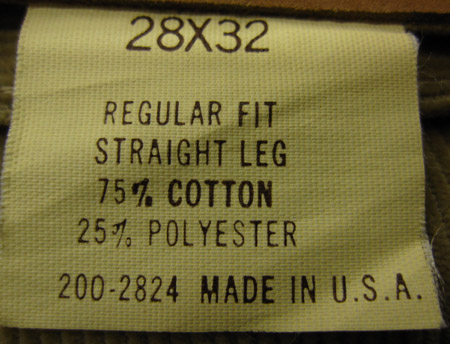 28X32
REGULAR FIT
STRAIGHT LEG
75% COTTON
25% POLYESTER
200-2824 MADE IN U.S.A.